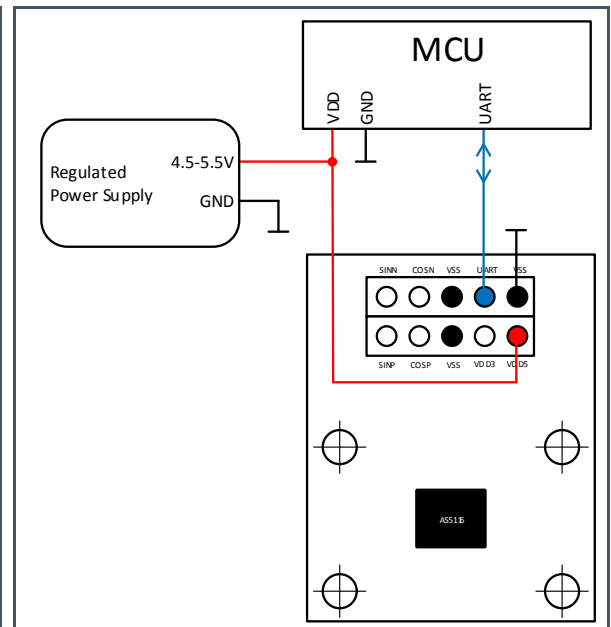 MCU
VDD
GND
UART
Regulated
Power Supply
4.5-5.5V
GND
SINN COSN VSS UART VSS
SINP COSP VSS VDD3 VDD5
AS5116